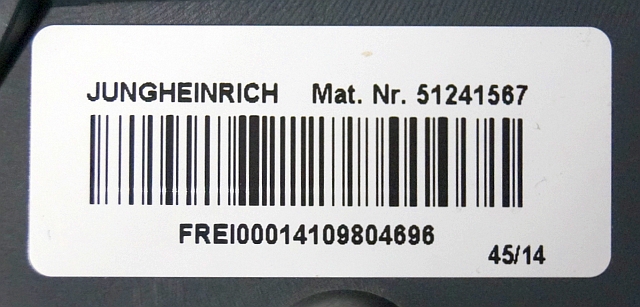 JUNGHEINRICH Mat. Nr. 51241567
FREI00014109804696
45/14